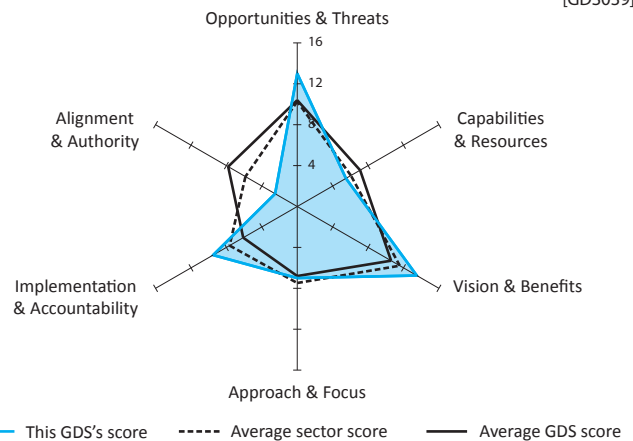 Opportunities & Threats
16
12
8
4
Alignment
& Authority
Capabilities
& Resources
Implementation
& Accountability
Vision & Benefits
Approach & Focus
This GDS's score
Average sector score
Average GDS score